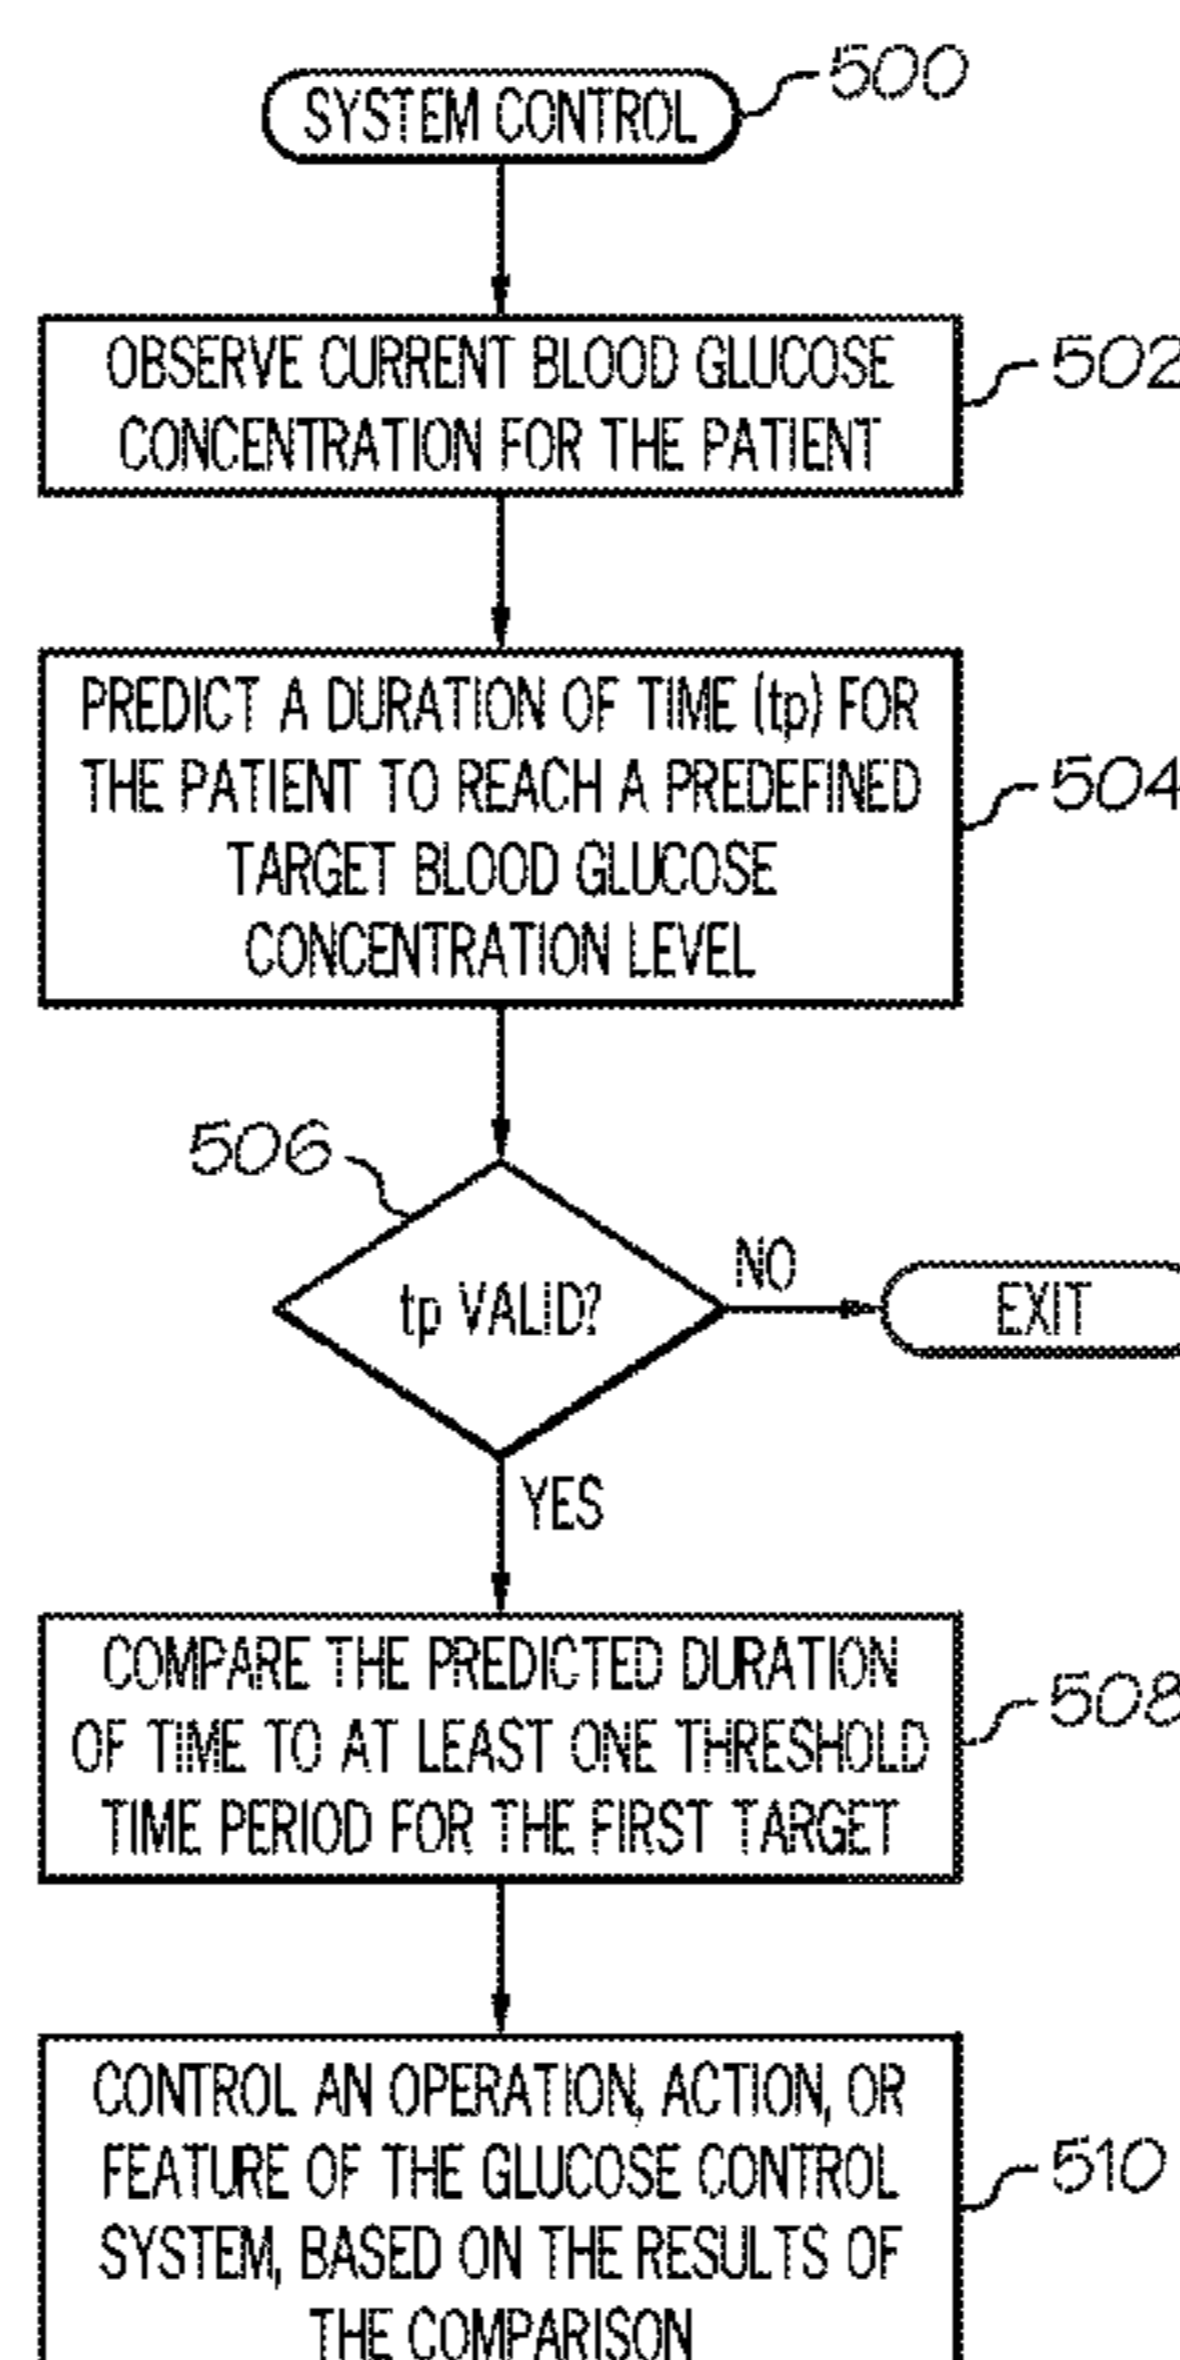 SYSTEM CONTROL
500
OBSERVE CURRENT BLOOD GLUCOSE
CONCENTRATION FOR THE PATIENT
502
PREDICT A DURATION OF TIME (tp) FOR
THE PATIENT TO REACH A PREDEFINED
TARGET BLOOD GLUCOSE
CONCENTRATION LEVEL
504
506
tp VALID?
NO
EXIT
YES
COMPARE THE PREDICTED DURATION
OF TIME TO AT LEAST ONE THRESHOLD
TIME PERIOD FOR THE FIRST TARGET
508
CONTROL AN OPERATION, ACTION, OR
FEATURE OF THE GLUCOSE CONTROL
SYSTEM, BASED ON THE RESULTS OF
THE COMPARISON
510